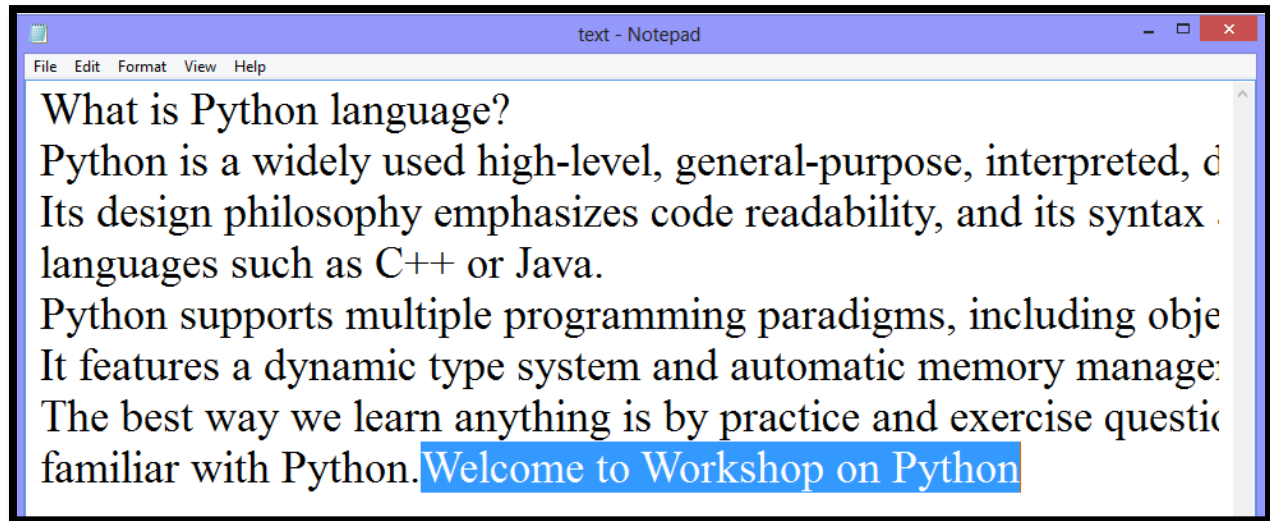 text - Notepad
File Edit Format View Help
What is Python language?
Python is a widely used high-level, general-purpose, interpreted,
Its design philosophy emphasizes code readability, and its syntax
languages such as C++ or Java.
Python supports multiple programming paradigms, including
It features a dynamic type system and automatic memory
The best way we learn anything is by practice and exercise
familiar with Python.Welcome to Workshop on Python